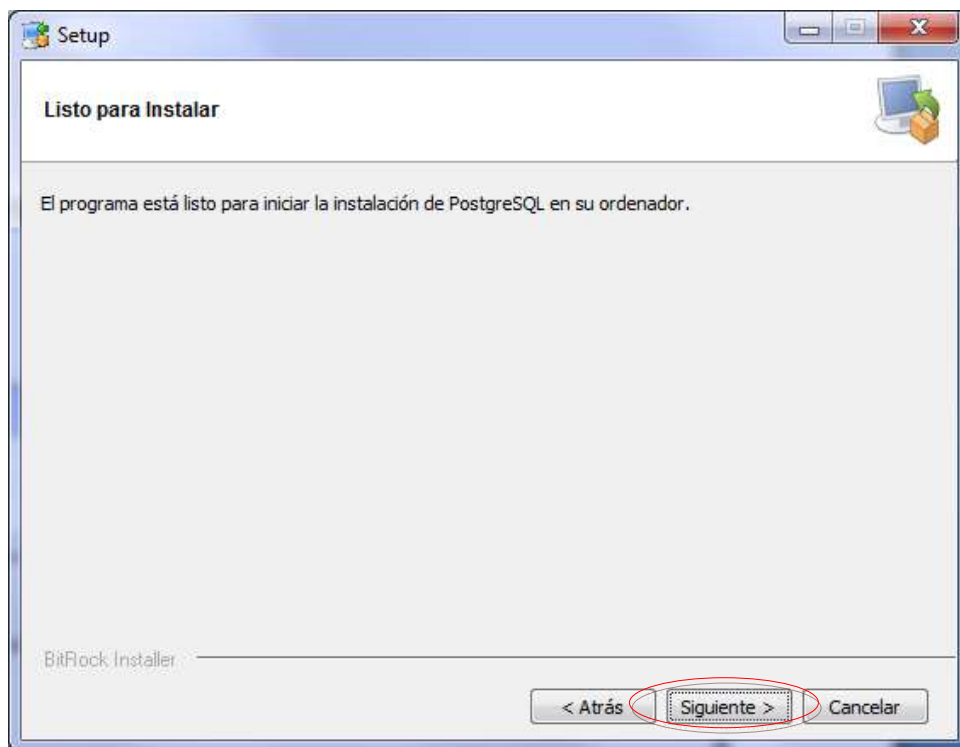 Setup
Listo para Instalar
El programa está listo para iniciar la instalación de PostgreSQL en su ordenador.
BitRock Installer
< Atrás
Siguiente >
Cancelar